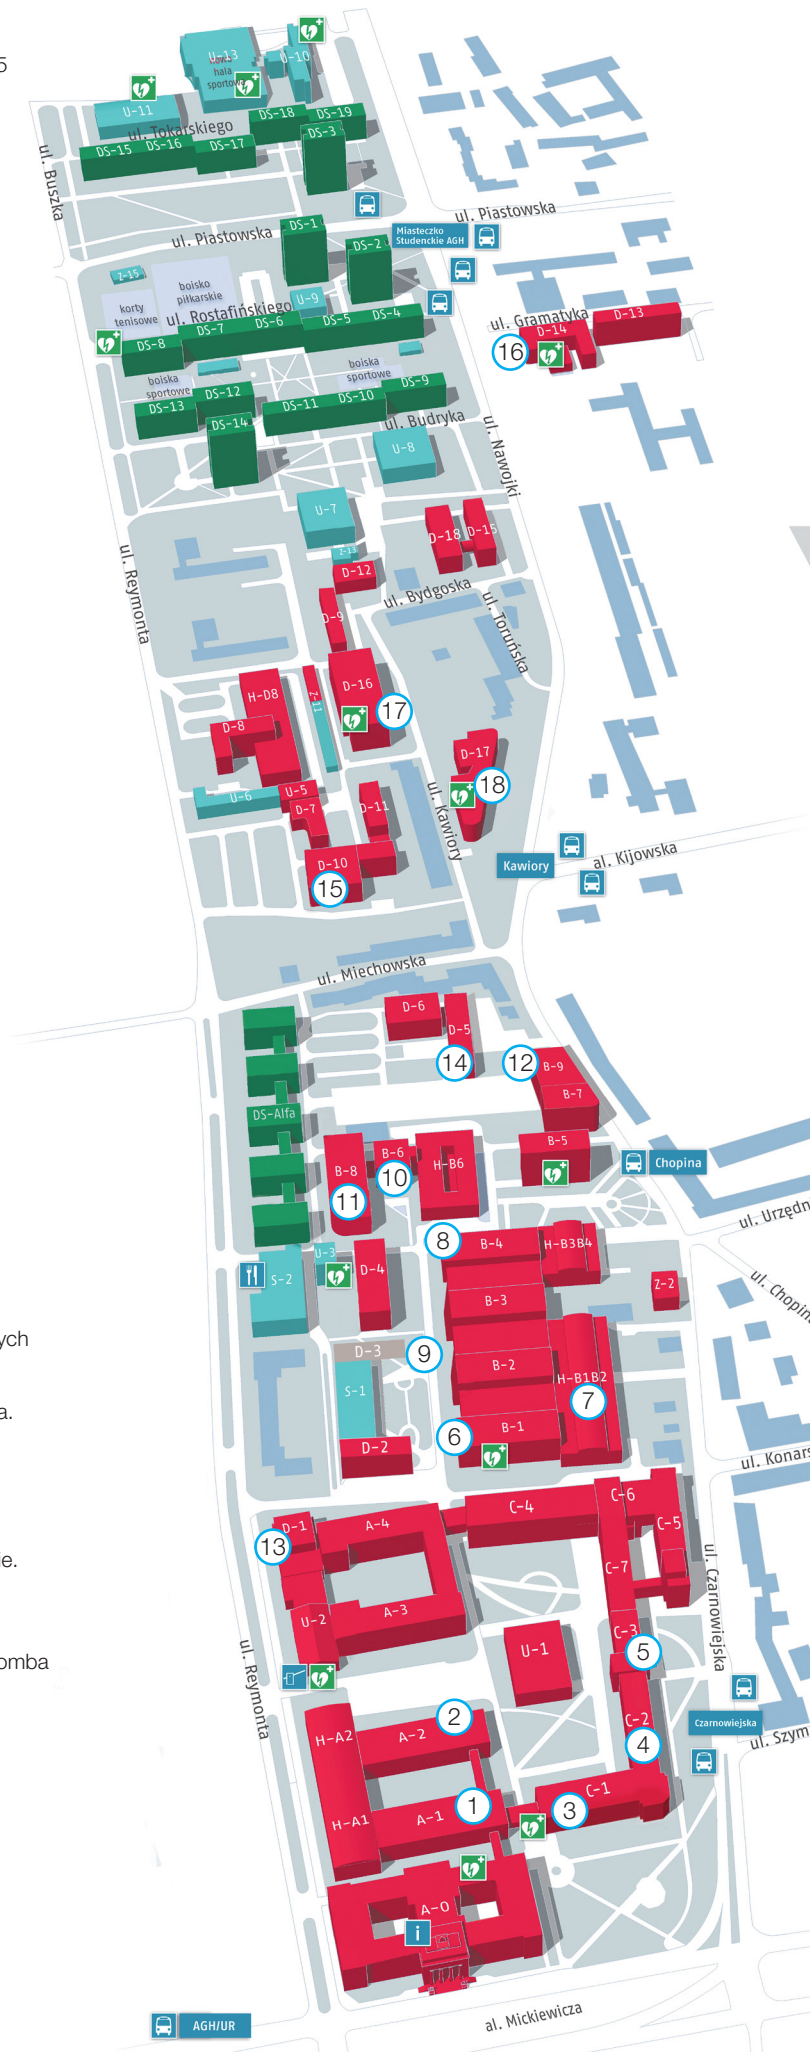 5
U-13
hala
sportowa
U-10
U-11
ul. Tokarskiego
DS-18
DS-19
DS-3
DS-15
DS-16
DS-17
ul. Buszka
ul. Piastowska
ul. Piastowska
DS-1
DS-2
Miasteczko
Studenckie AGH
Z-15
boisko
piłkarskie
korty
tenisowe
U-9
ul. Rostafińskiego
DS-8
DS-7
DS-6
DS-5
DS-4
ul. Gramatyka
D-14
D-13
16
boiska
sportowe
boiska
sportowe
DS-13
DS-12
DS-11
DS-10
DS-9
DS-14
ul. Budryka
U-8
ul. Nawojki
U-7
Z-13
D-18
D-15
D-12
ul. Reymonta
D-9
ul. Bydgoska
ul. Toruńska
H-D8
D-8
Z-11
D-16
17
D-17
18
U-6
U-5
D-7
D-11
ul. Kawiory
D-10
15
Kawiory
al. Kijowska
ul. Miechowska
D-6
D-5
14
12
B-9
B-7
DS-Alfa
B-8
11
B-6
10
H-B6
B-5
Chopina
ul. Urzędn
ul. Chopina
8
B-4
H-B3B4
U-3
S-2
D-4
B-3
Z-2
D-3
9
S-1
B-2
H-B1B2
7
D-2
6
B-1
ych
a.
ul. Konars
C-4
C-6
C-5
D-1
13
A-4
C-7
ie.
A-3
U-2
ul. Czarnowiejska
C-3
5
U-1
omba
ul. Reymonta
H-A2
A-2
2
C-2
4
Czarnowiejska
ul. Szym
H-A1
A-1
1
3
C-1
A-0
i
AGH/UR
al. Mickiewicza